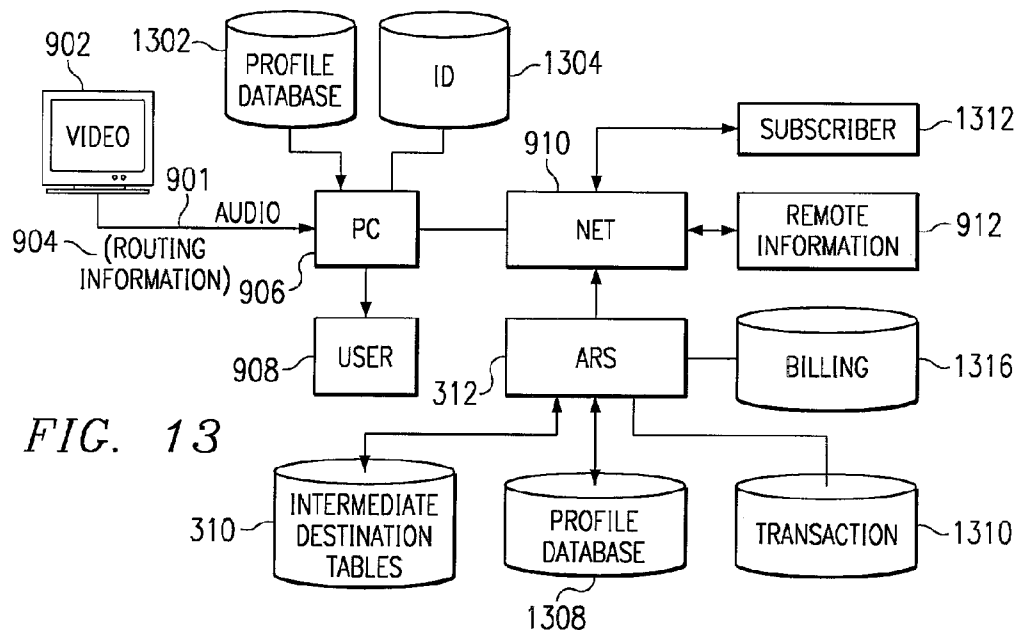 902
VIDEO
901
AUDIO
904
(ROUTING
INFORMATION)
1302
PROFILE
DATABASE
ID
1304
PC
906
USER
908
910
NET
SUBSCRIBER
1312
REMOTE
INFORMATION
912
ARS
312
BILLING
1316
FIG. 13
310
INTERMEDIATE
DESTINATION
TABLES
PROFILE
DATABASE
1308
TRANSACTION
1310